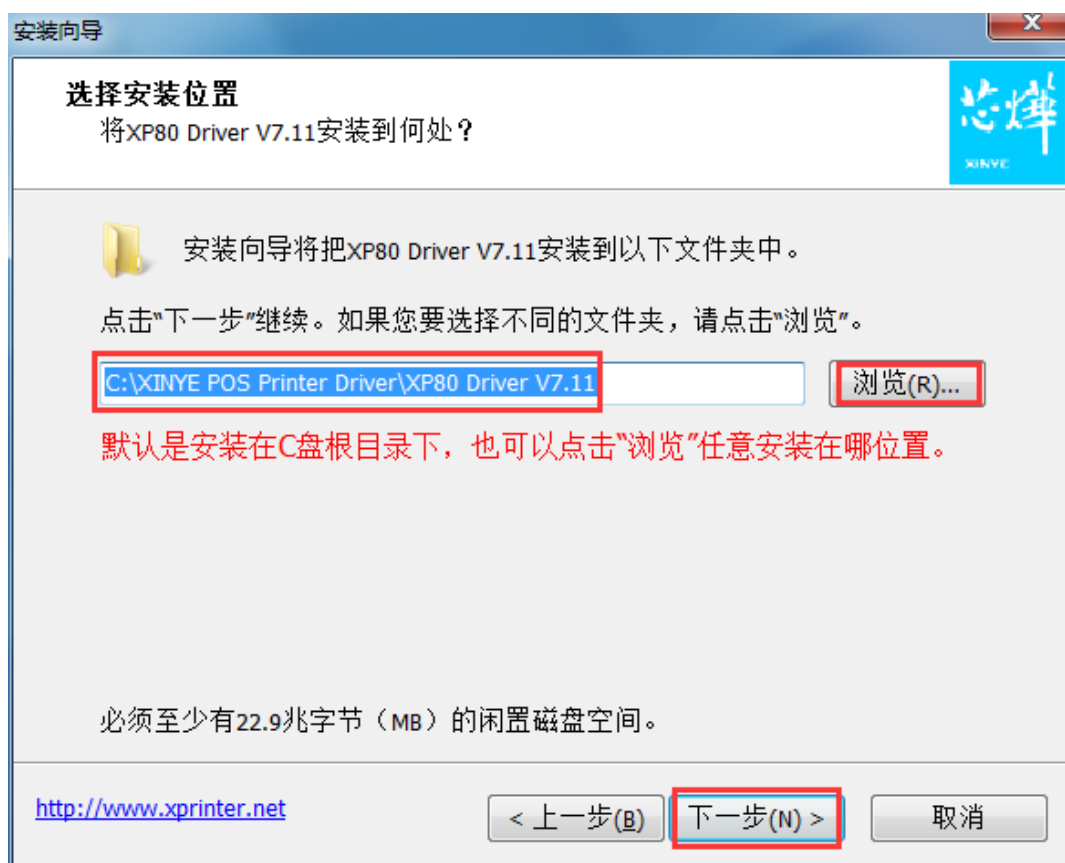 安装向导
选择安装位置
将XP80 Driver V7.11安装到何处？
芯烨
XINYE
安装向导将把XP80 Driver V7.11安装到以下文件夹中。
点击“下一步”继续。如果您要选择不同的文件夹，请点击“浏览”。
C:\XINYE POS Printer Driver\XP80 Driver V7.11
浏览(R)...
默认是安装在C盘根目录下，也可以点击“浏览”任意安装在哪位置。
必须至少有22.9兆字节（MB）的闲置磁盘空间。
http://www.xprinter.net
< 上一步(B)
下一步(N) >
取消